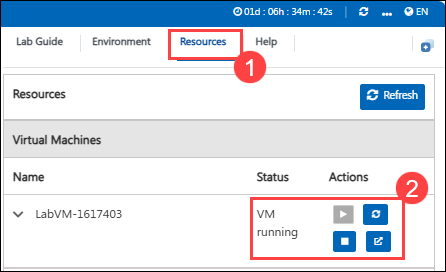 01d : 06h : 34m : 42s ... EN
Lab Guide Environment Resources Help
1
Resources Refresh
Virtual Machines
Name Status Actions
2
LabVM-1617403 VM
running